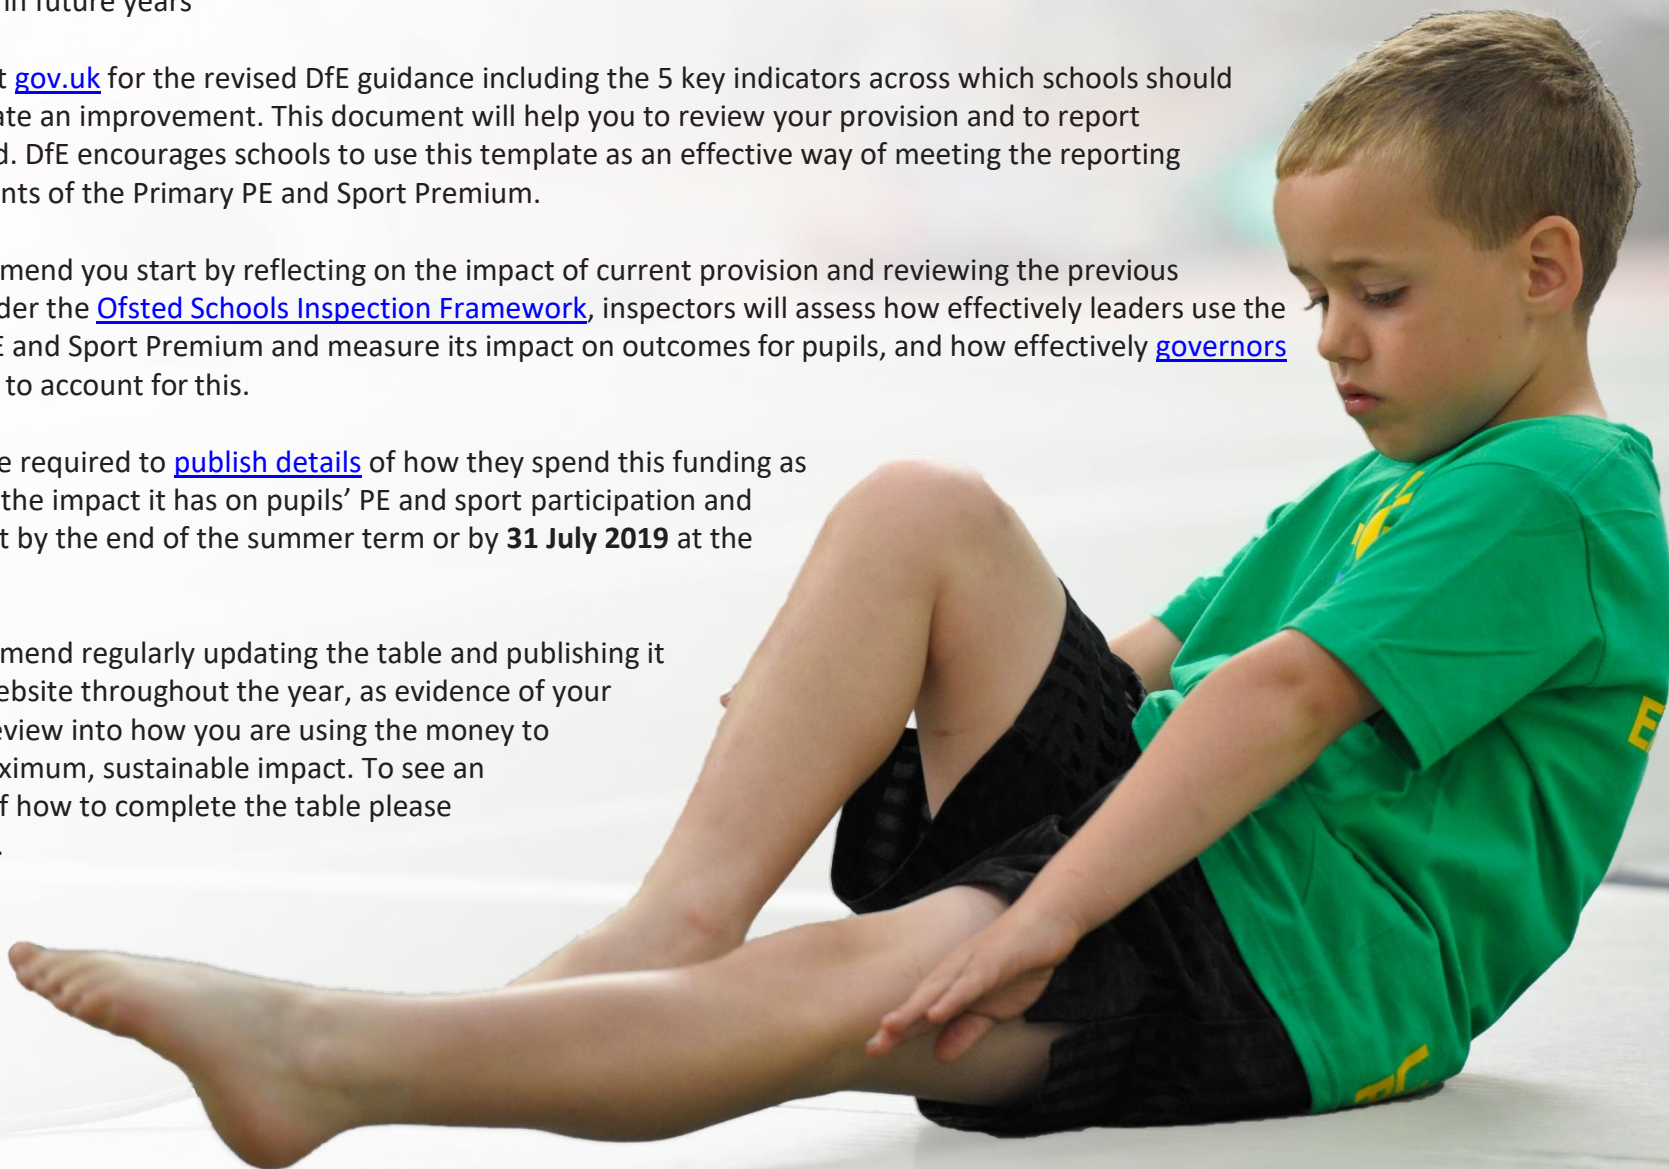 in future years
t gov.uk for the revised DfE guidance including the 5 key indicators across which schools should
ate an improvement. This document will help you to review your provision and to report
d. DfE encourages schools to use this template as an effective way of meeting the reporting
nts of the Primary PE and Sport Premium.
mend you start by reflecting on the impact of current provision and reviewing the previous
der the Ofsted Schools Inspection Framework, inspectors will assess how effectively leaders use the
E and Sport Premium and measure its impact on outcomes for pupils, and how effectively governors
to account for this.
e required to publish details of how they spend this funding as
the impact it has on pupils’ PE and sport participation and
t by the end of the summer term or by 31 July 2019 at the
mend regularly updating the table and publishing it
ebsite throughout the year, as evidence of your
eview into how you are using the money to
ximum, sustainable impact. To see an
f how to complete the table please
.
E